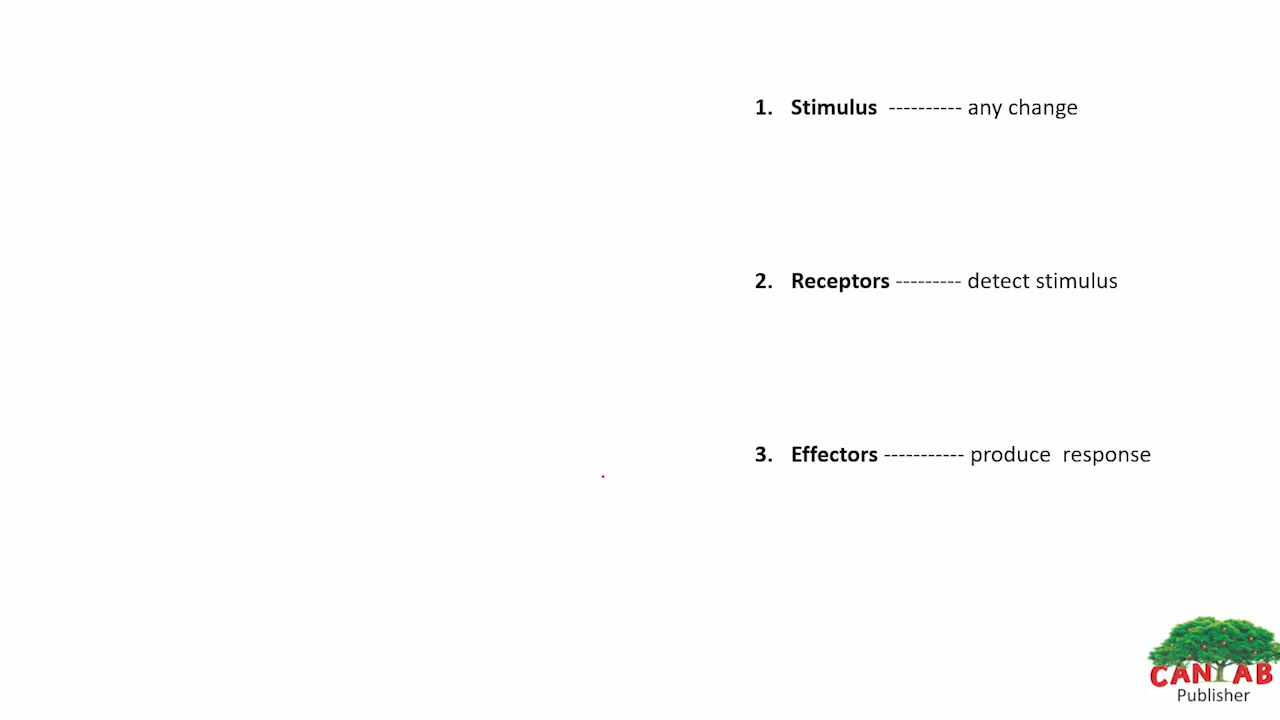 1. Stimulus ---------- any change
2. Receptors --------- detect stimulus
3. Effectors ----------- produce response
CANTAB
Publisher